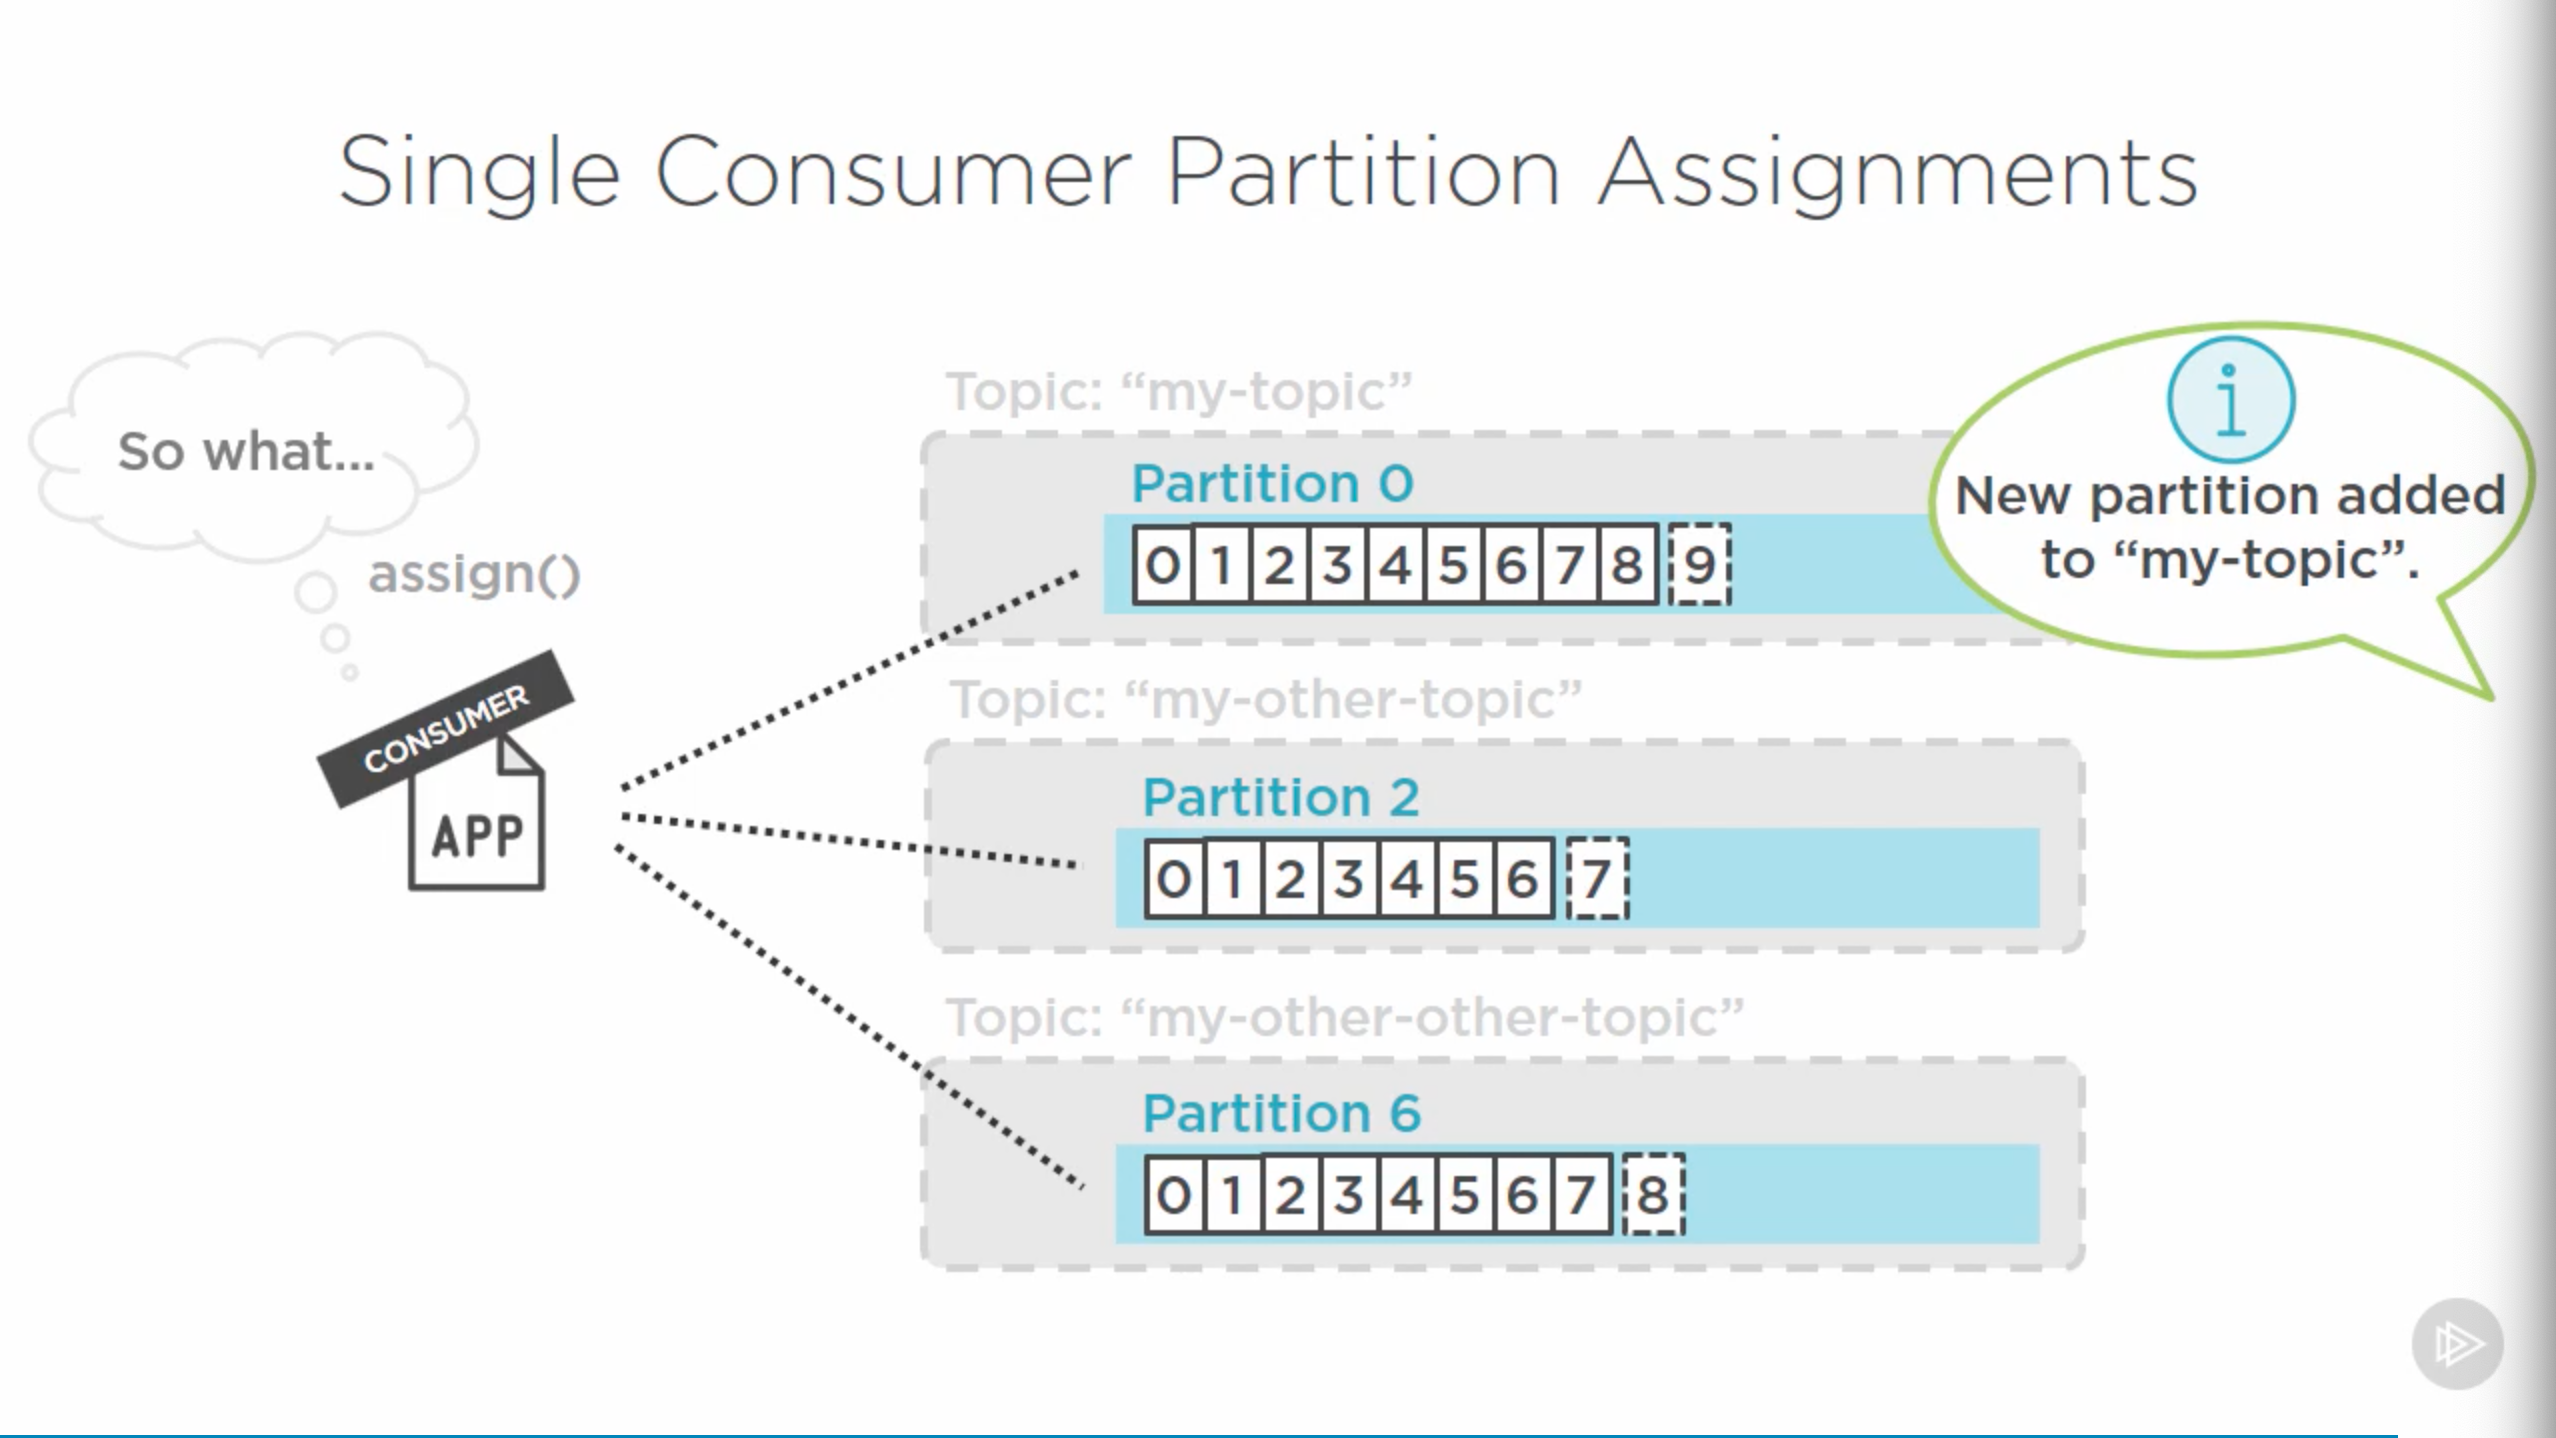 Single Consumer Partition Assignments
So what...
assign()
CONSUMER
APP
Topic: “my-topic”
Partition 0
0 1 2 3 4 5 6 7 8 9
New partition added
to “my-topic”.
Topic: “my-other-topic”
Partition 2
0 1 2 3 4 5 6 7
Topic: “my-other-other-topic”
Partition 6
0 1 2 3 4 5 6 7 8